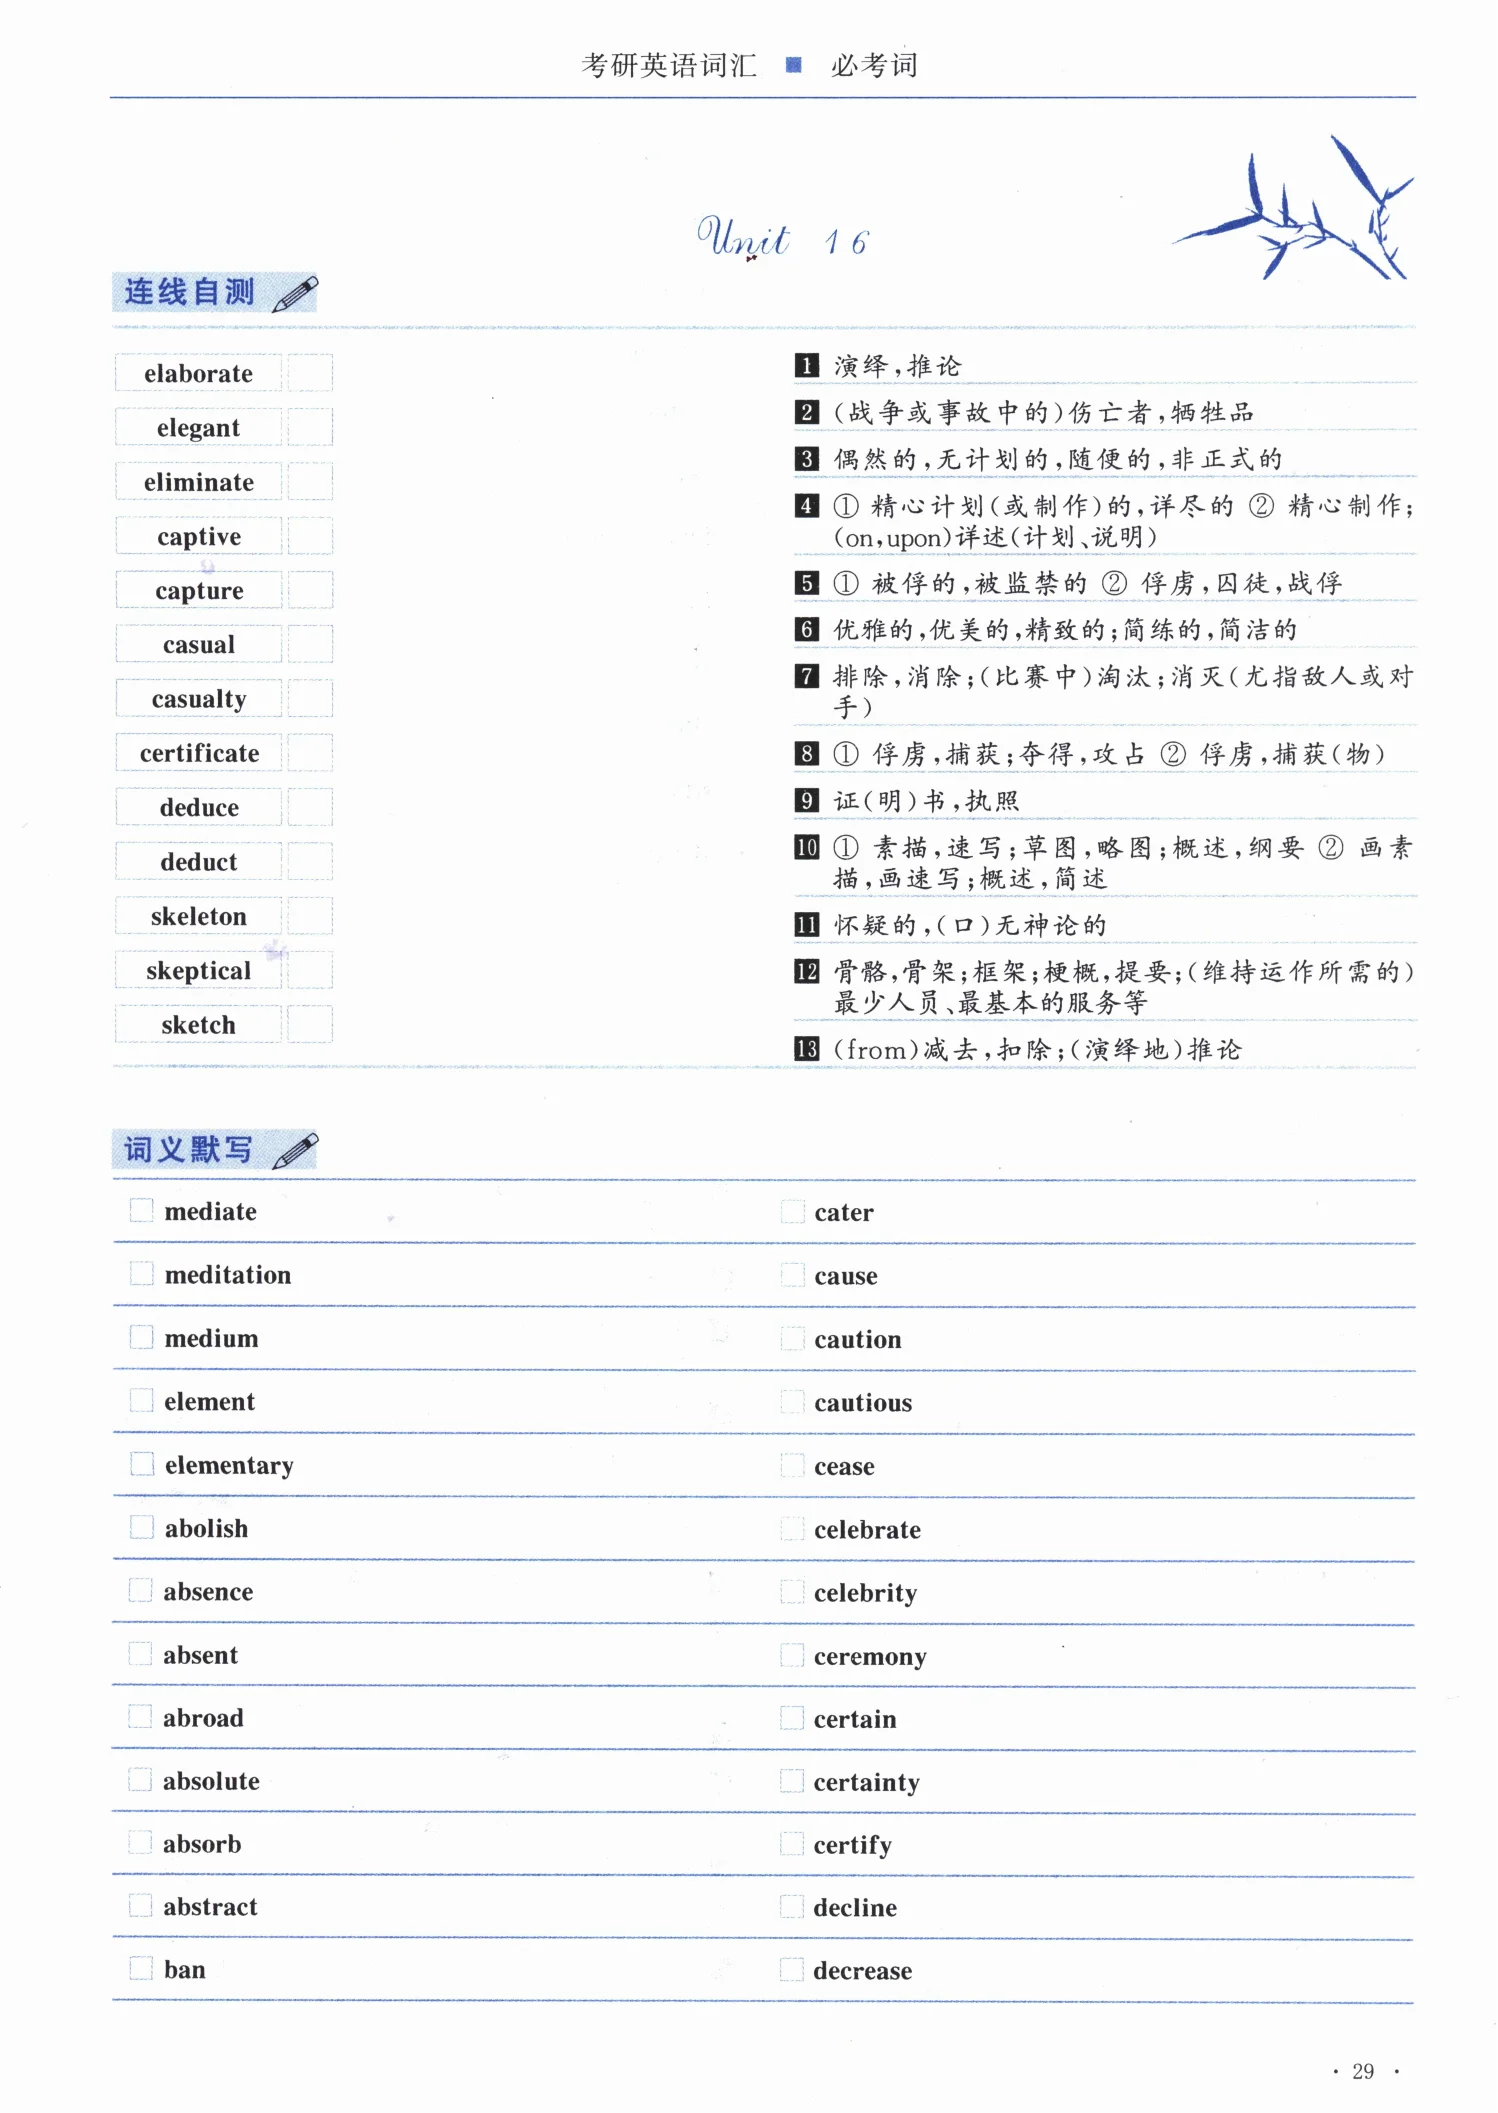 考研英语词汇 ■ 必考词
Unit 16
连线自测
elaborate
elegant
eliminate
captive
capture
casual
casualty
certificate
deduce
deduct
skeleton
skeptical
sketch
1 演绎,推论
2 (战争或事故中的)伤亡者,牺牲品
3 偶然的,无计划的,随便的,非正式的
4 ① 精心计划(或制作)的,详尽的 ② 精心制作;
(on,upon)详述(计划、说明)
5 ① 被俘的,被监禁的 ② 俘虏,囚徒,战俘
6 优雅的,优美的,精致的;简练的,简洁的
7 排除,消除;(比赛中)淘汰;消灭(尤指敌人或对
手)
8 ① 俘虏,捕获;夺得,攻占 ② 俘虏,捕获(物)
9 证(明)书,执照
10 ① 素描,速写;草图,略图;概述,纲要 ② 画素
描,画速写;概述,简述
11 怀疑的,(口)无神论的
12 骨骼,骨架;框架;梗概,提要;(维持运作所需的)
最少人员、最基本的服务等
13 (from)减去,扣除;(演绎地)推论
词义默写
mediate
meditation
medium
element
elementary
abolish
absence
absent
abroad
absolute
absorb
abstract
ban
cater
cause
caution
cautious
cease
celebrate
celebrity
ceremony
certain
certainty
certify
decline
decrease
· 29 ·